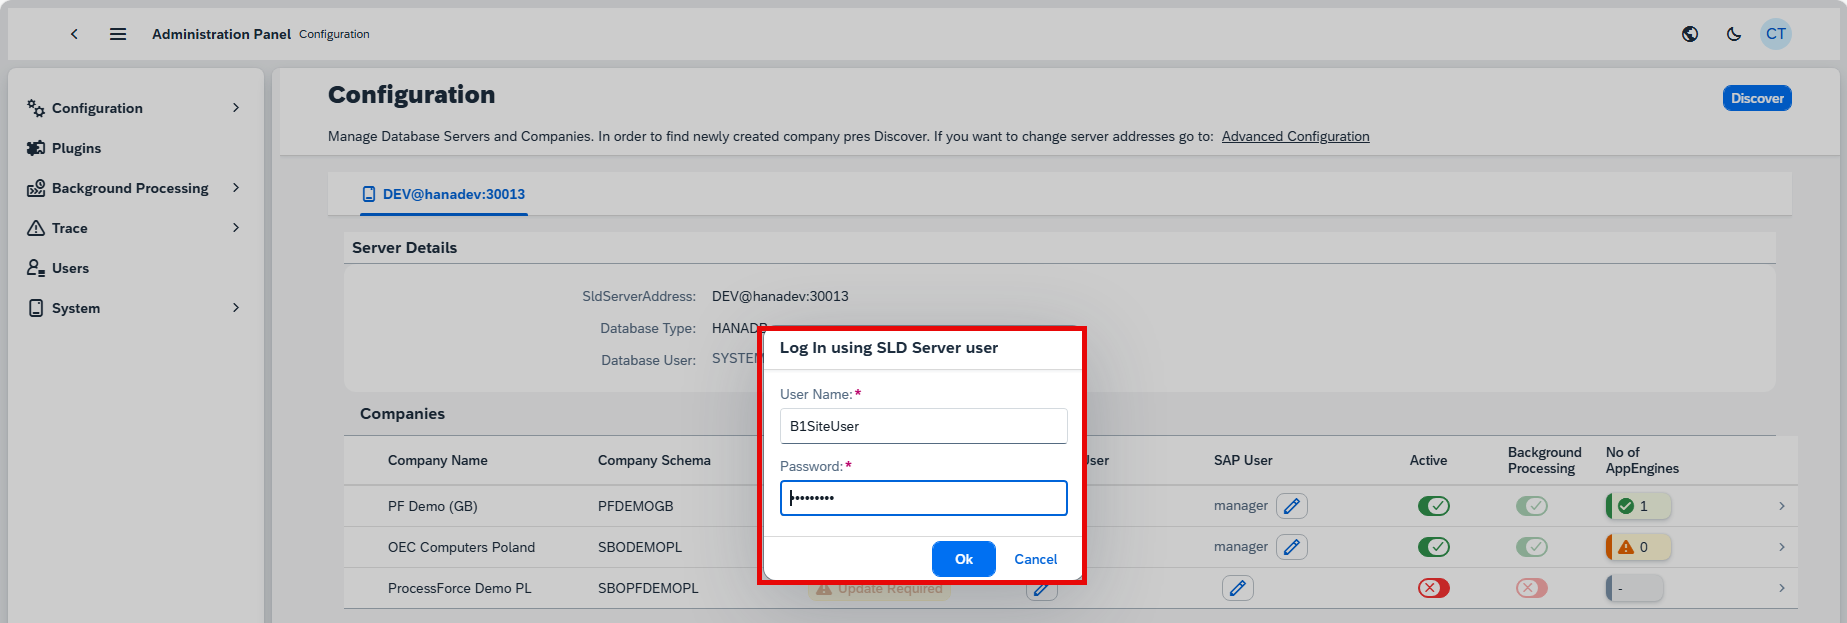 Administration Panel Configuration
CT
Configuration
Plugins
Background Processing
Trace
Users
System
Configuration
Discover
Manage Database Servers and Companies. In order to find newly created company pres Discover. If you want to change server addresses go to: Advanced Configuration
DEV@hanadev:30013
Server Details
SldServerAddress: DEV@hanadev:30013
Database Type: HANADB
Database User: SYSTEM
Log In using SLD Server user
User Name:*
B1SiteUser
Password:*
Ok Cancel
Companies
Company Name Company Schema User SAP User Active Background Processing No of AppEngines
PF Demo (GB) PFDEMOGB manager 1
OEC Computers Poland SBODEMOPL manager 0
ProcessForce Demo PL SBOPFDEMOPL Update Required -